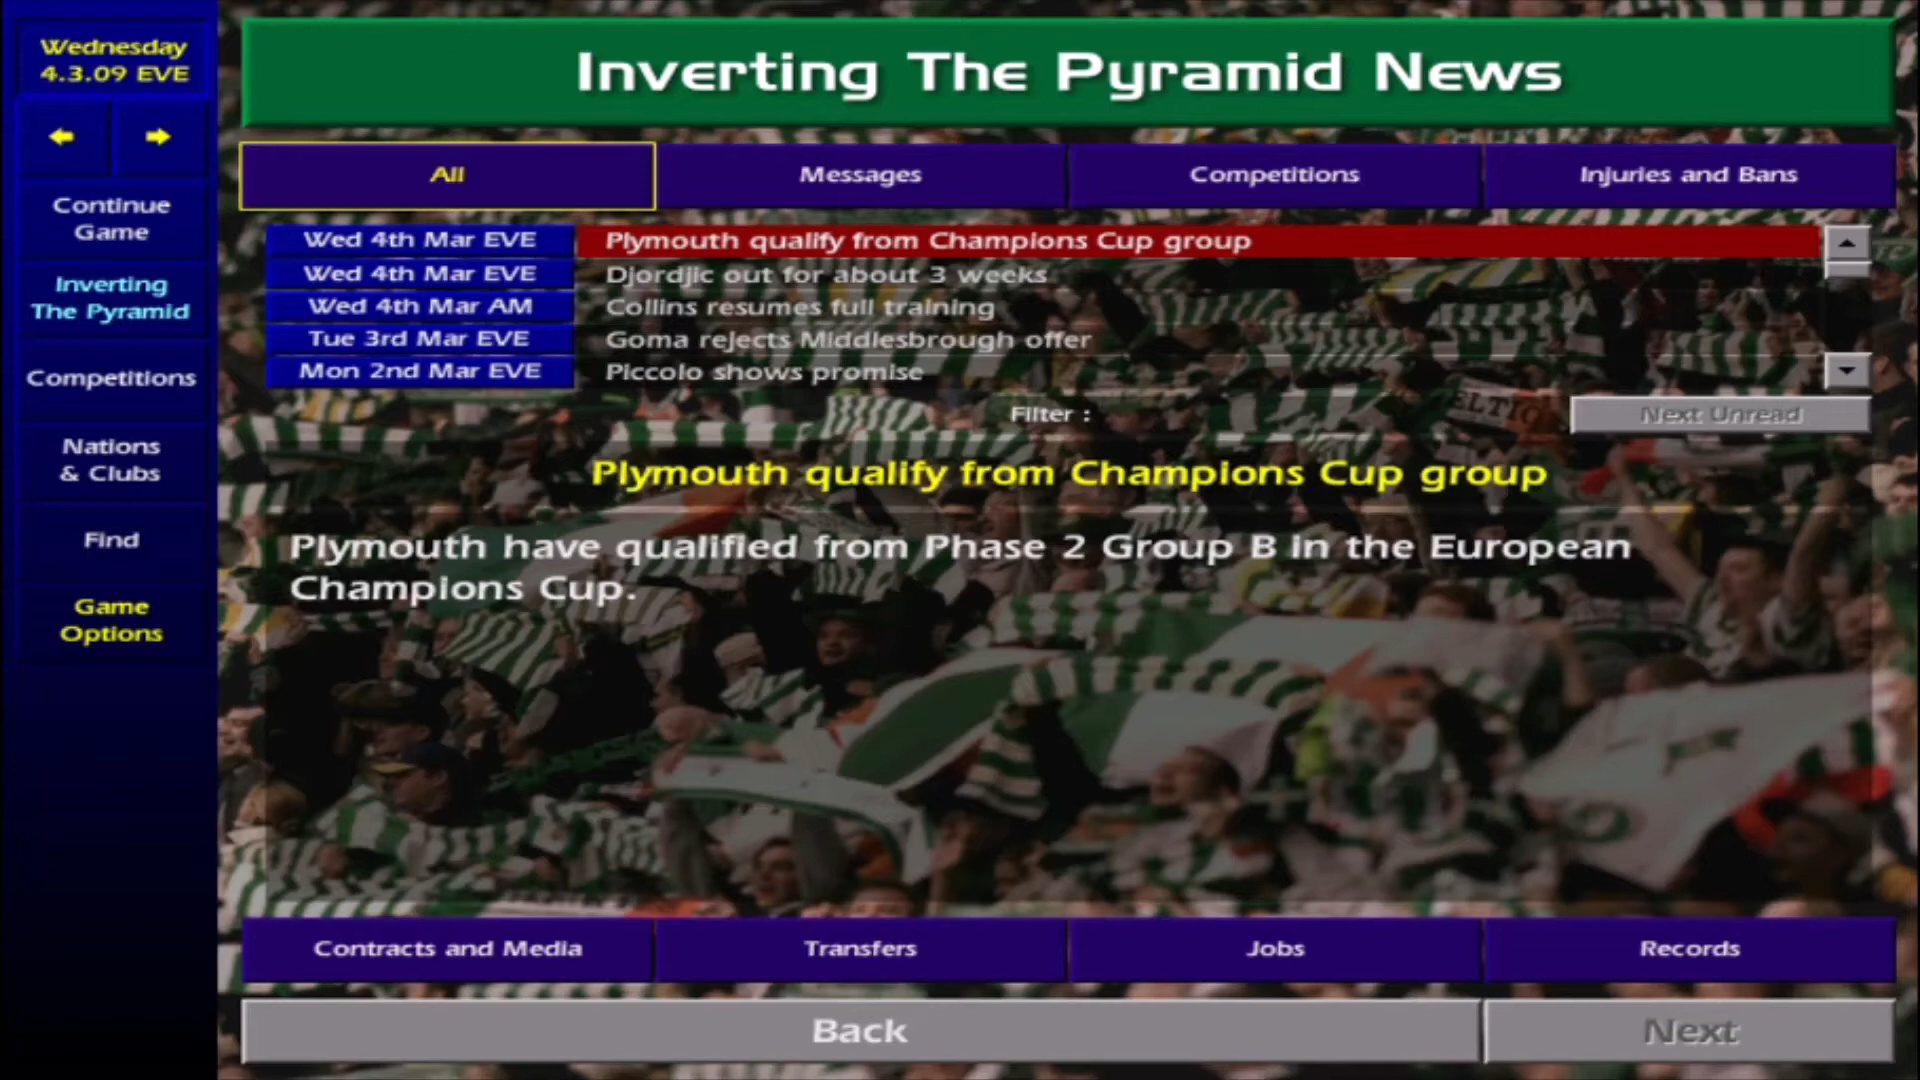 Wednesday
4.3.09 EVE
Continue
Game
Inverting
The Pyramid
Competitions
Nations
& Clubs
Find
Game
Options
Inverting The Pyramid News
All
Messages
Competitions
Injuries and Bans
Wed 4th Mar EVE Plymouth qualify from Champions Cup group
Wed 4th Mar EVE Djordjic out for about 3 weeks
Wed 4th Mar AM Collins resumes full training
Tue 3rd Mar EVE Goma rejects Middlesbrough offer
Mon 2nd Mar EVE Piccolo shows promise
Filter :
Next Unread
Plymouth qualify from Champions Cup group
Plymouth have qualified from Phase 2 Group B in the European
Champions Cup.
Contracts and Media
Transfers
Jobs
Records
Back
Next